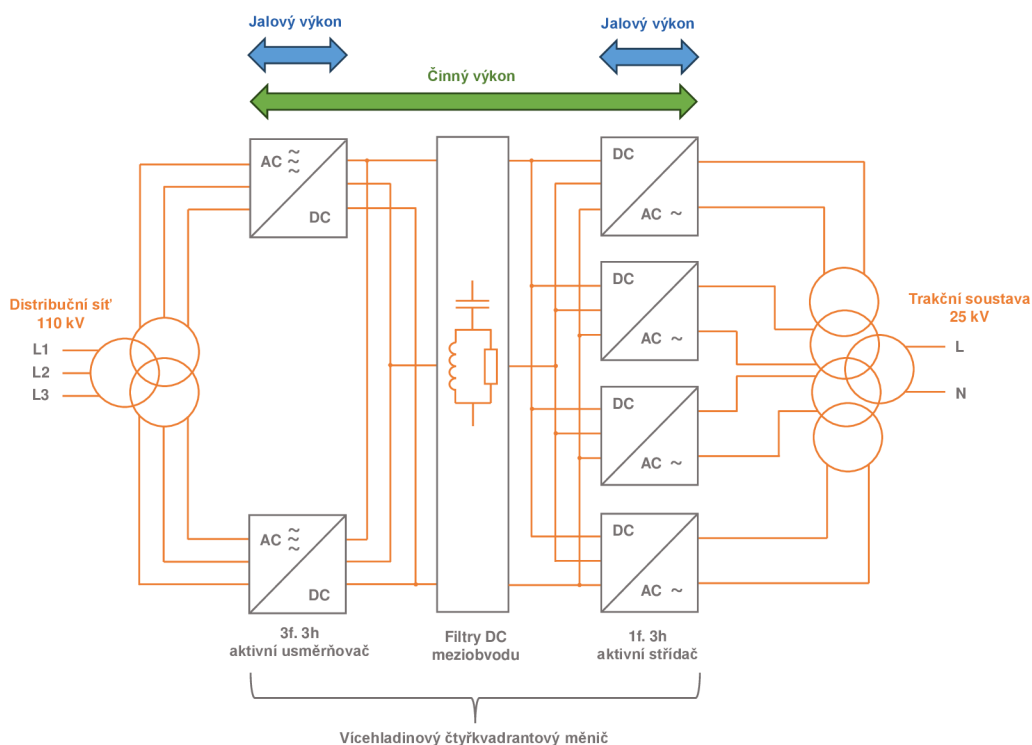 Jalový výkon
Jalový výkon
Činný výkon
AC ~
~
~
DC
DC
AC ~
DC
AC ~
Distribuční síť
110 kV
L1
L2
L3
Trakční soustava
25 kV
L
N
DC
AC ~
AC ~
~
~
DC
DC
AC ~
3f. 3h
aktivní usměrňovač
Filtry DC
meziobvodu
1f. 3h
aktivní střídač
Vícehladinový čtyřkvadrantový měnič